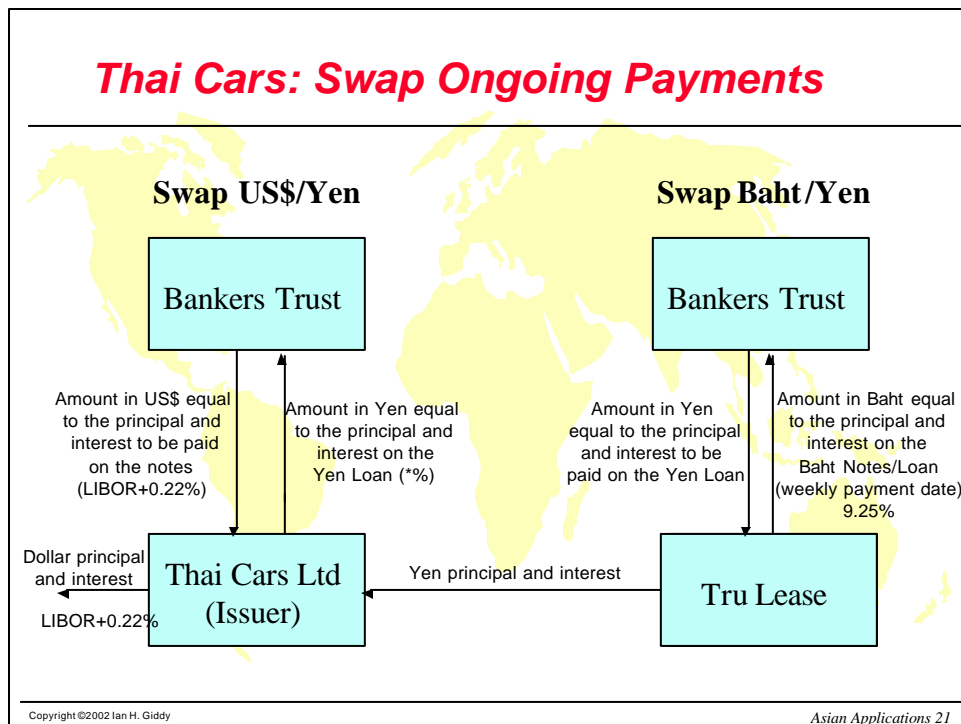 Thai Cars: Swap Ongoing Payments
Swap US$/Yen
Swap Baht/Yen
Bankers Trust
Bankers Trust
Amount in US$ equal
to the principal and
interest to be paid
on the notes
(LIBOR+0.22%)
Amount in Yen equal
to the principal and
interest on the
Yen Loan (*%)
Amount in Yen
equal to the principal
and interest to be
paid on the Yen Loan
Amount in Baht equal
to the principal and
interest on the
Baht Notes/Loan
(weekly payment date)
9.25%
Dollar principal
and interest
LIBOR+0.22%
Thai Cars Ltd
(Issuer)
Yen principal and interest
Tru Lease
Copyright ©2002 Ian H. Giddy
Asian Applications 21